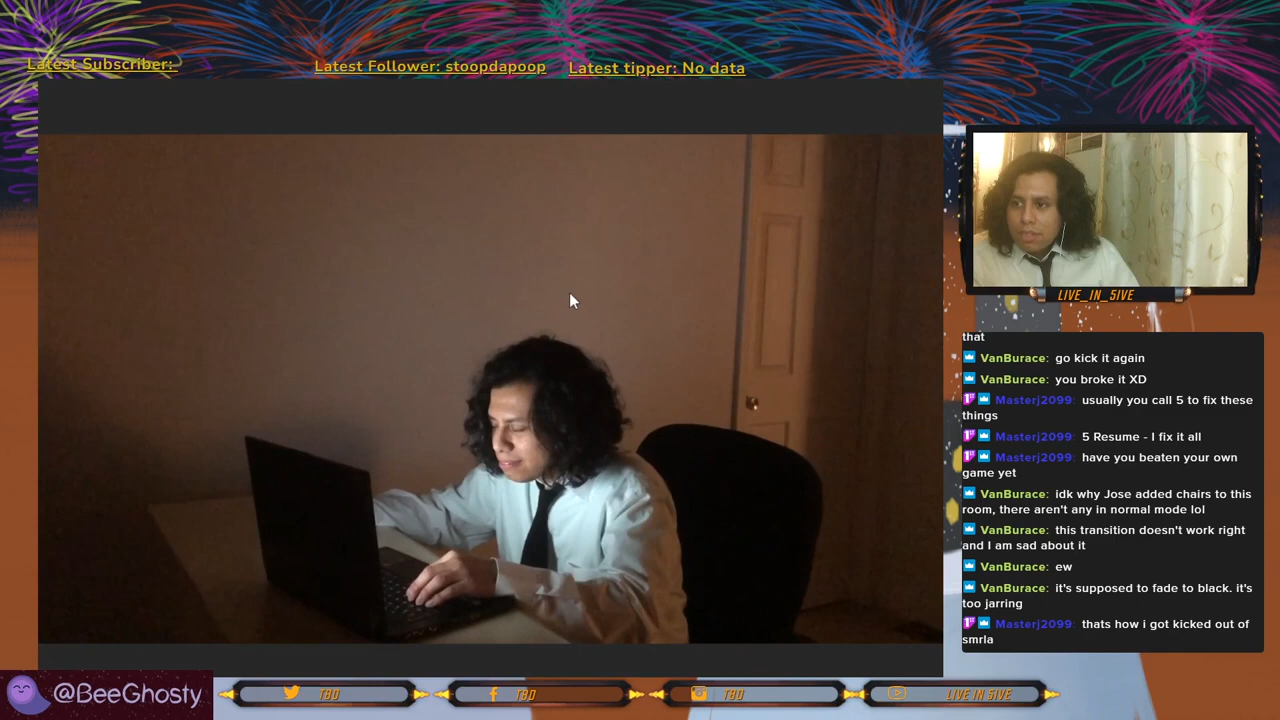 Latest Subscriber:
Latest Follower: stoopdapoop
Latest tipper: No data
LIVE_IN_5IVE
that
VanBurace: go kick it again
VanBurace: you broke it XD
Masterj2099: usually you call 5 to fix these
things
Masterj2099: 5 Resume - I fix it all
Masterj2099: have you beaten your own
game yet
VanBurace: idk why Jose added chairs to this
room, there aren't any in normal mode lol
VanBurace: this transition doesn't work right
and I am sad about it
VanBurace: ew
VanBurace: it's supposed to fade to black. it's
too jarring
Masterj2099: thats how i got kicked out of
smrla
@BeeGhosty
TBD
TBD
TBD
LIVE IN 5IVE